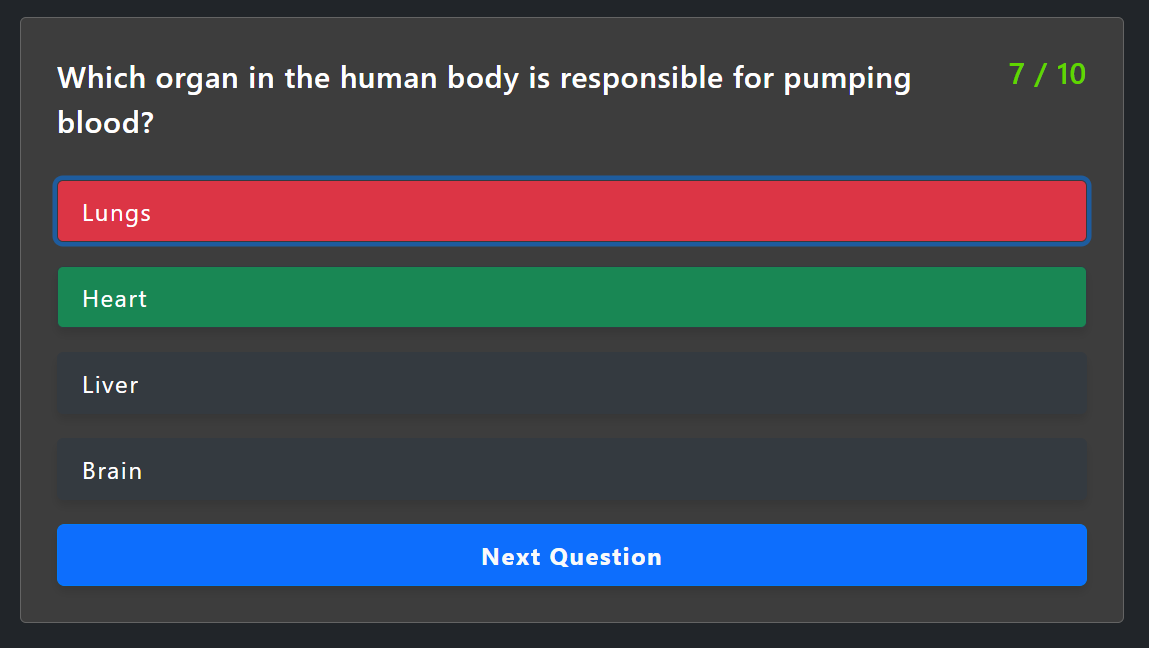 Which organ in the human body is responsible for pumping
blood?
7 / 10
Lungs
Heart
Liver
Brain
Next Question